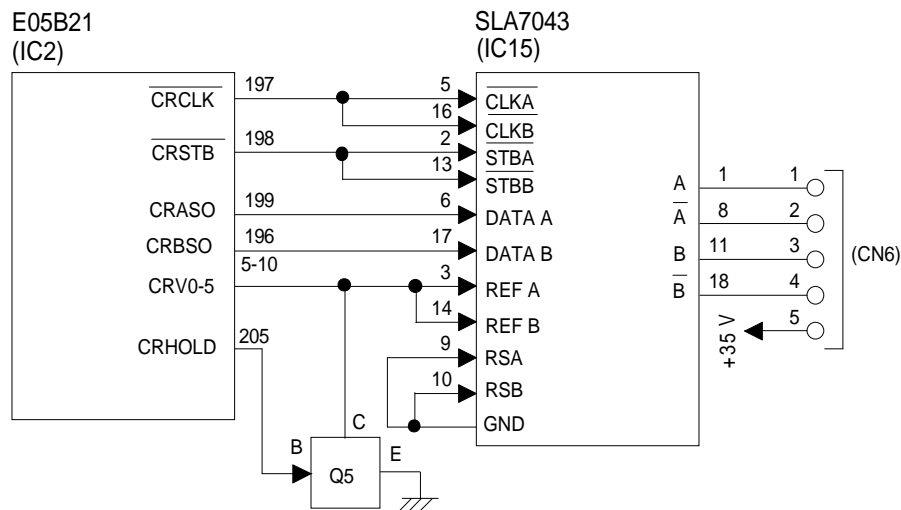 E05B21
(IC2)
SLA7043
(IC15)
CRCLK 197 5 CLKA
16 CLKB
CRSTB 198 2 STBA
13 STBB
CRASO 199 6 DATA A
CRBSO 196 17 DATA B
CRV0-5 5-10 3 REF A
14 REF B
CRHOLD 205 9 RSA
10 RSB
GND
A 1 1
A 8 2
B 11 3
B 18 4
+35 V 5
(CN6)
B C E
Q5